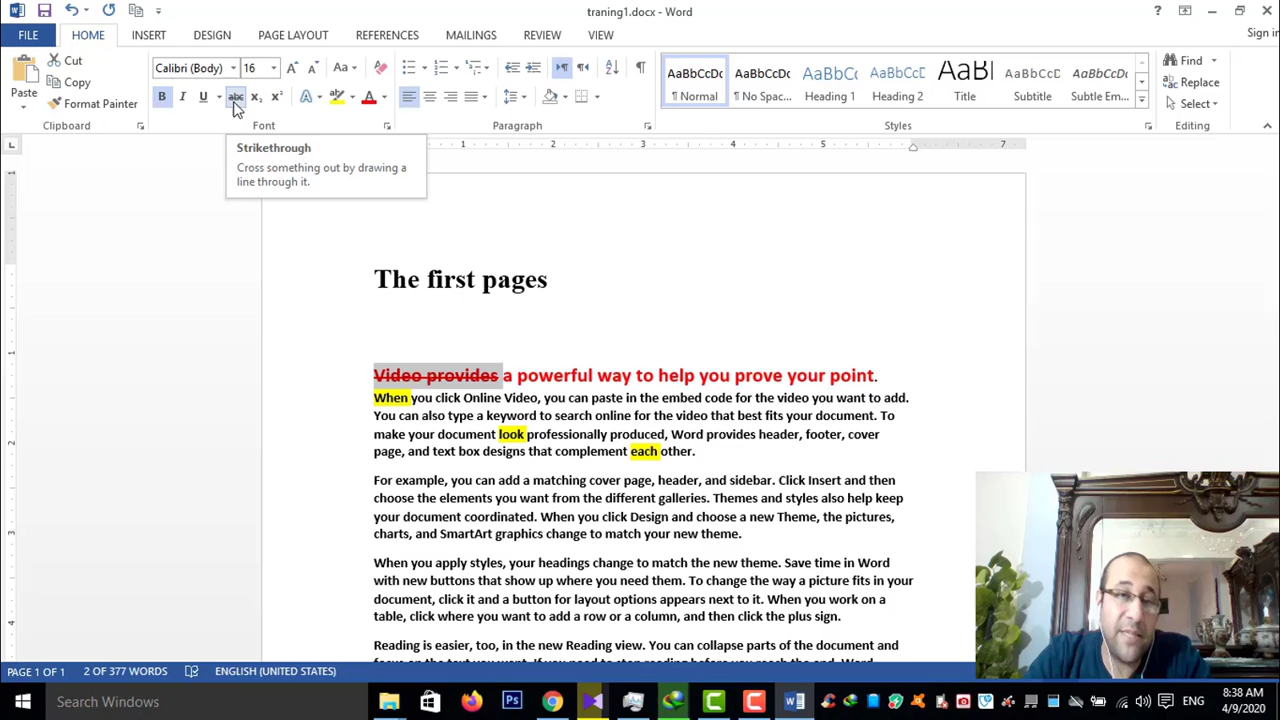 traning1.docx - Word
?
FILE HOME INSERT DESIGN PAGE LAYOUT REFERENCES MAILINGS REVIEW VIEW
Sign in
Cut
Copy
Format Painter
Paste
Clipboard
Calibri (Body) 16 Aa
B I U abc x₂ x² A ab A
Font
Paragraph
AaBbCcDc AaBbCcDc AaBbCc AaBbCcD AaB AaBbCcD AaBbCcDc
¶ Normal ¶ No Spac... Heading 1 Heading 2 Title Subtitle Subtle Em...
Styles
Find
Replace
Select
Editing
Strikethrough
Cross something out by drawing a
line through it.
1 2 3 4 5 7
The first pages
Video provides a powerful way to help you prove your point.
When you click Online Video, you can paste in the embed code for the video you want to add.
You can also type a keyword to search online for the video that best fits your document. To
make your document look professionally produced, Word provides header, footer, cover
page, and text box designs that complement each other.
For example, you can add a matching cover page, header, and sidebar. Click Insert and then
choose the elements you want from the different galleries. Themes and styles also help keep
your document coordinated. When you click Design and choose a new Theme, the pictures,
charts, and SmartArt graphics change to match your new theme.
When you apply styles, your headings change to match the new theme. Save time in Word
with new buttons that show up where you need them. To change the way a picture fits in your
document, click it and a button for layout options appears next to it. When you work on a
table, click where you want to add a row or a column, and then click the plus sign.
Reading is easier, too, in the new Reading view. You can collapse parts of the document and
PAGE 1 OF 1 2 OF 377 WORDS ENGLISH (UNITED STATES)
Search Windows
Ps
ENG
8:38 AM
4/9/2020